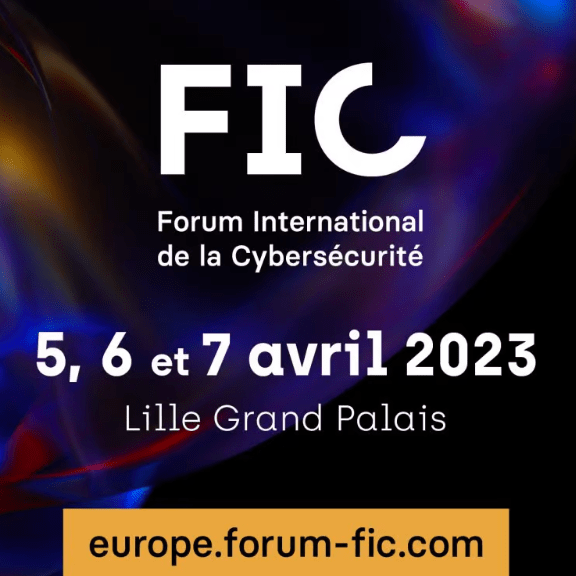 FIC
Forum International
de la Cybersécurité
5, 6 et 7 avril 2023
Lille Grand Palais
europe.forum-fic.com